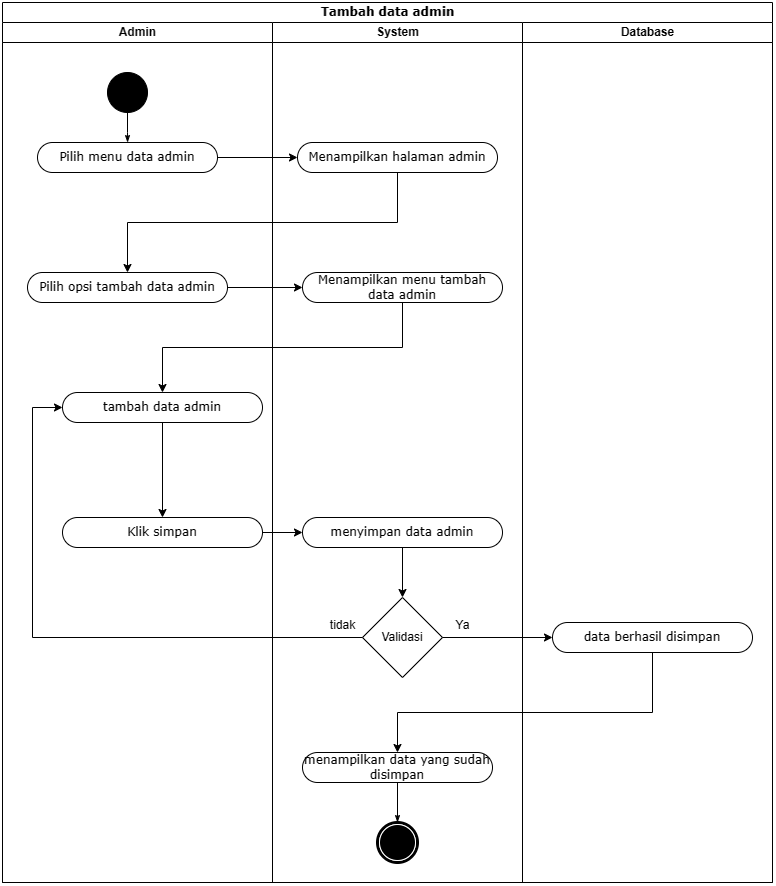 Tambah data admin
Admin
System
Database
Pilih menu data admin
Menampilkan halaman admin
Pilih opsi tambah data admin
Menampilkan menu tambah
data admin
tambah data admin
Klik simpan
menyimpan data admin
tidak
Validasi
Ya
data berhasil disimpan
menampilkan data yang sudah
disimpan